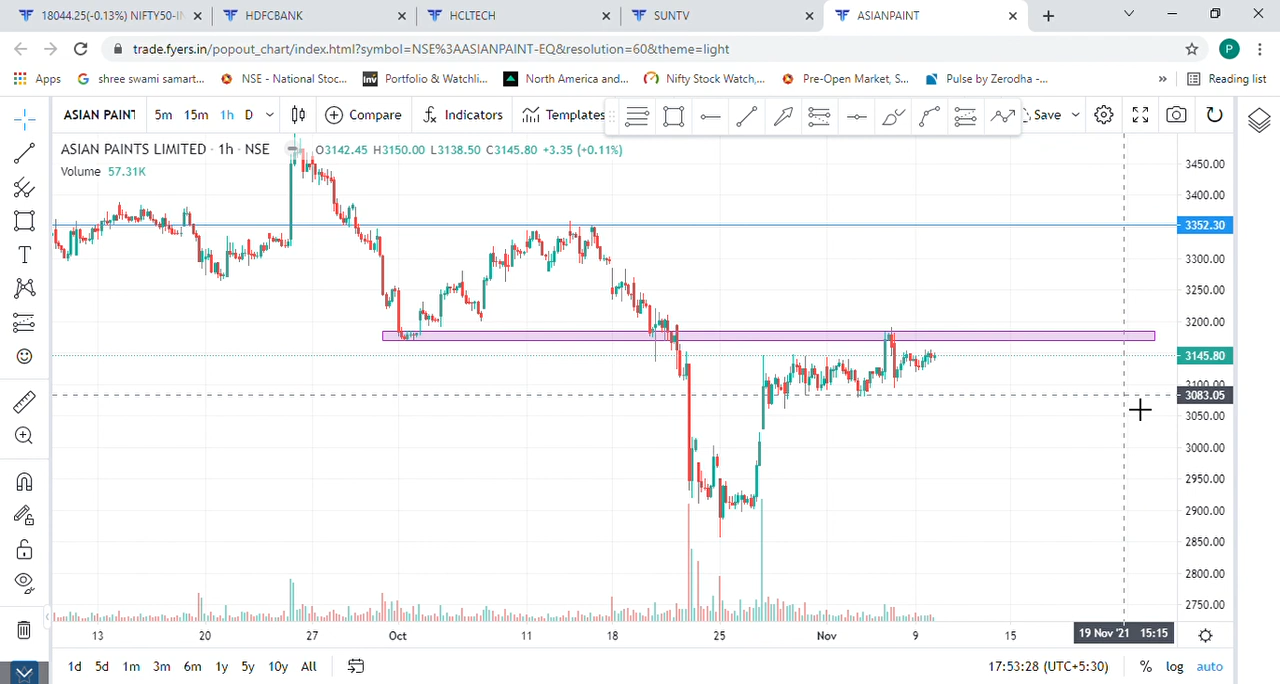 18044.25(-0.13%) NIFTY50-IN
HDFCBANK
HCLTECH
SUNTV
ASIANPAINT
trade.fyers.in/popout_chart/index.html?symbol=NSE%3AASIANPAINT-EQ&resolution=60&theme=light
P
Apps
shree swami samart...
NSE - National Stoc...
Inv
Portfolio & Watchli...
North America and...
Nifty Stock Watch,...
Pre-Open Market, S...
Pulse by Zerodha -...
»
Reading list
ASIAN PAINT
5m 15m 1h D
Compare
Indicators
Templates
Save
ASIAN PAINTS LIMITED · 1h · NSE
O3142.45 H3150.00 L3138.50 C3145.80 +3.35 (+0.11%)
Volume 57.31K
3450.00
3400.00
3352.30
3300.00
3250.00
3200.00
3145.80
3100.00
3083.05
3050.00
3000.00
2950.00
2900.00
2850.00
2800.00
2750.00
13 20 27 Oct 11 18 25 Nov 9 15
19 Nov '21 15:15
1d 5d 1m 3m 6m 1y 5y 10y All
17:53:28 (UTC+5:30) % log auto